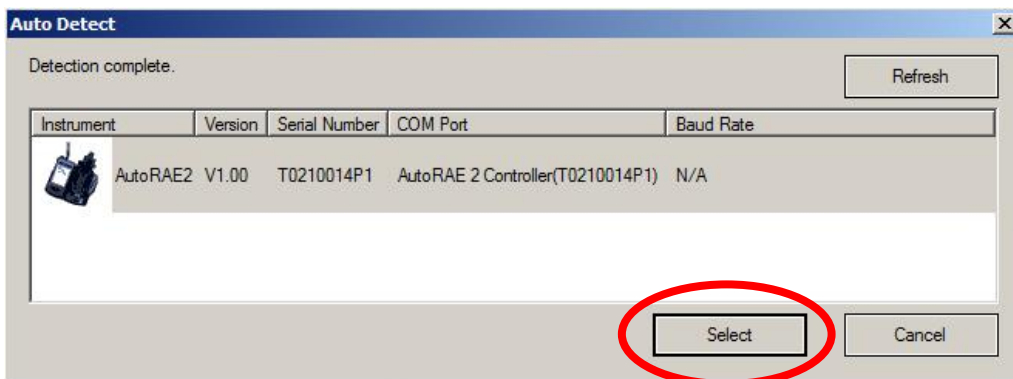 Auto Detect
Detection complete.
Refresh
Instrument Version Serial Number COM Port Baud Rate
AutoRAE2 V1.00 T0210014P1 AutoRAE 2 Controller(T0210014P1) N/A
Select Cancel